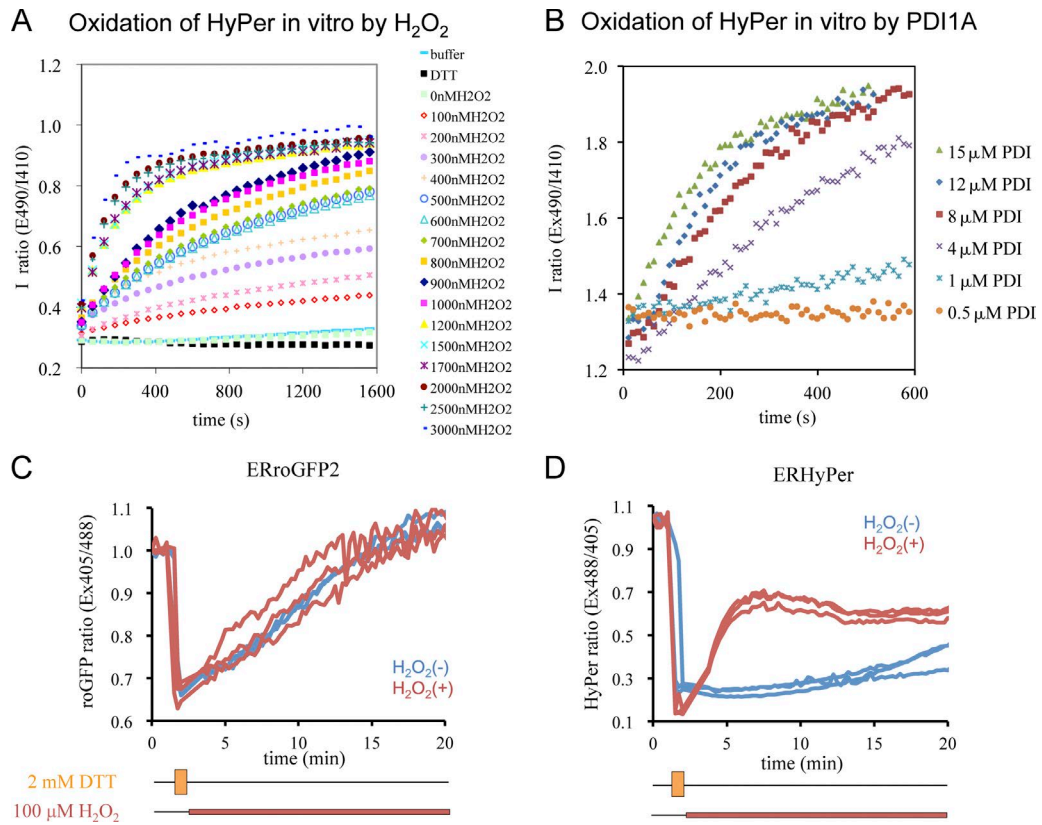 A Oxidation of HyPer in vitro by H₂O₂
1.2
1.0
0.8
0.6
0.4
0.2
I ratio (E490/I410)
0 400 800 1200 1600
time (s)
buffer
DTT
0nMH2O2
100nMH2O2
200nMH2O2
300nMH2O2
400nMH2O2
500nMH2O2
600nMH2O2
700nMH2O2
800nMH2O2
900nMH2O2
1000nMH2O2
1200nMH2O2
1500nMH2O2
1700nMH2O2
2000nMH2O2
2500nMH2O2
3000nMH2O2
B Oxidation of HyPer in vitro by PDI1A
2.0
1.8
1.6
1.4
1.2
I ratio (Ex490/I410)
0 200 400 600
time (s)
15 μM PDI
12 μM PDI
8 μM PDI
4 μM PDI
1 μM PDI
0.5 μM PDI
C ERroGFP2
1.1
1.0
0.9
0.8
0.7
0.6
roGFP ratio (Ex405/488)
H₂O₂(-)
H₂O₂(+)
0 5 10 15 20
time (min)
2 mM DTT
100 μM H₂O₂
D ERHyPer
1.1
0.9
0.7
0.5
0.3
0.1
HyPer ratio (Ex488/405)
H₂O₂(-)
H₂O₂(+)
0 5 10 15 20
time (min)